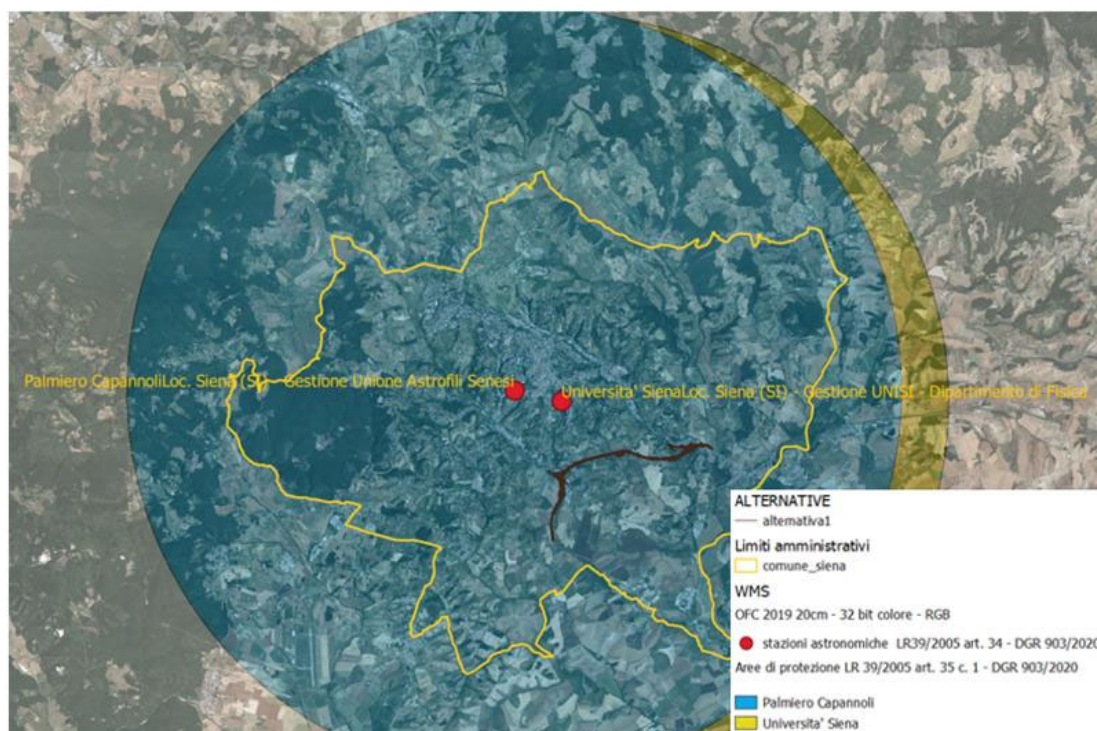 Palmiero CapannoliLoc. Siena (SI) - Gestione Unione Astrofili Senesi
Universita' SienaLoc. Siena (SI) - Gestione UNISI - Dipartimento di Fisica
ALTERNATIVE
alternativa1
Limiti amministrativi
comune_siena
WMS
OFC 2019 20cm - 32 bit colore - RGB
stazioni astronomiche LR39/2005 art. 34 - DGR 903/2020
Aree di protezione LR 39/2005 art. 35 c. 1 - DGR 903/2020
Palmiero Capannoli
Universita' Siena